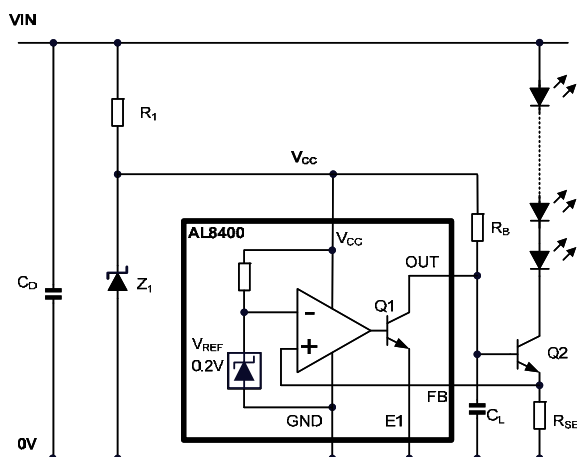 VIN
R1
VCC
AL8400
VCC
RB
OUT
CD
Z1
Q1
-
+
VREF
0.2V
Q2
FB
GND
E1
CL
RSE
0V